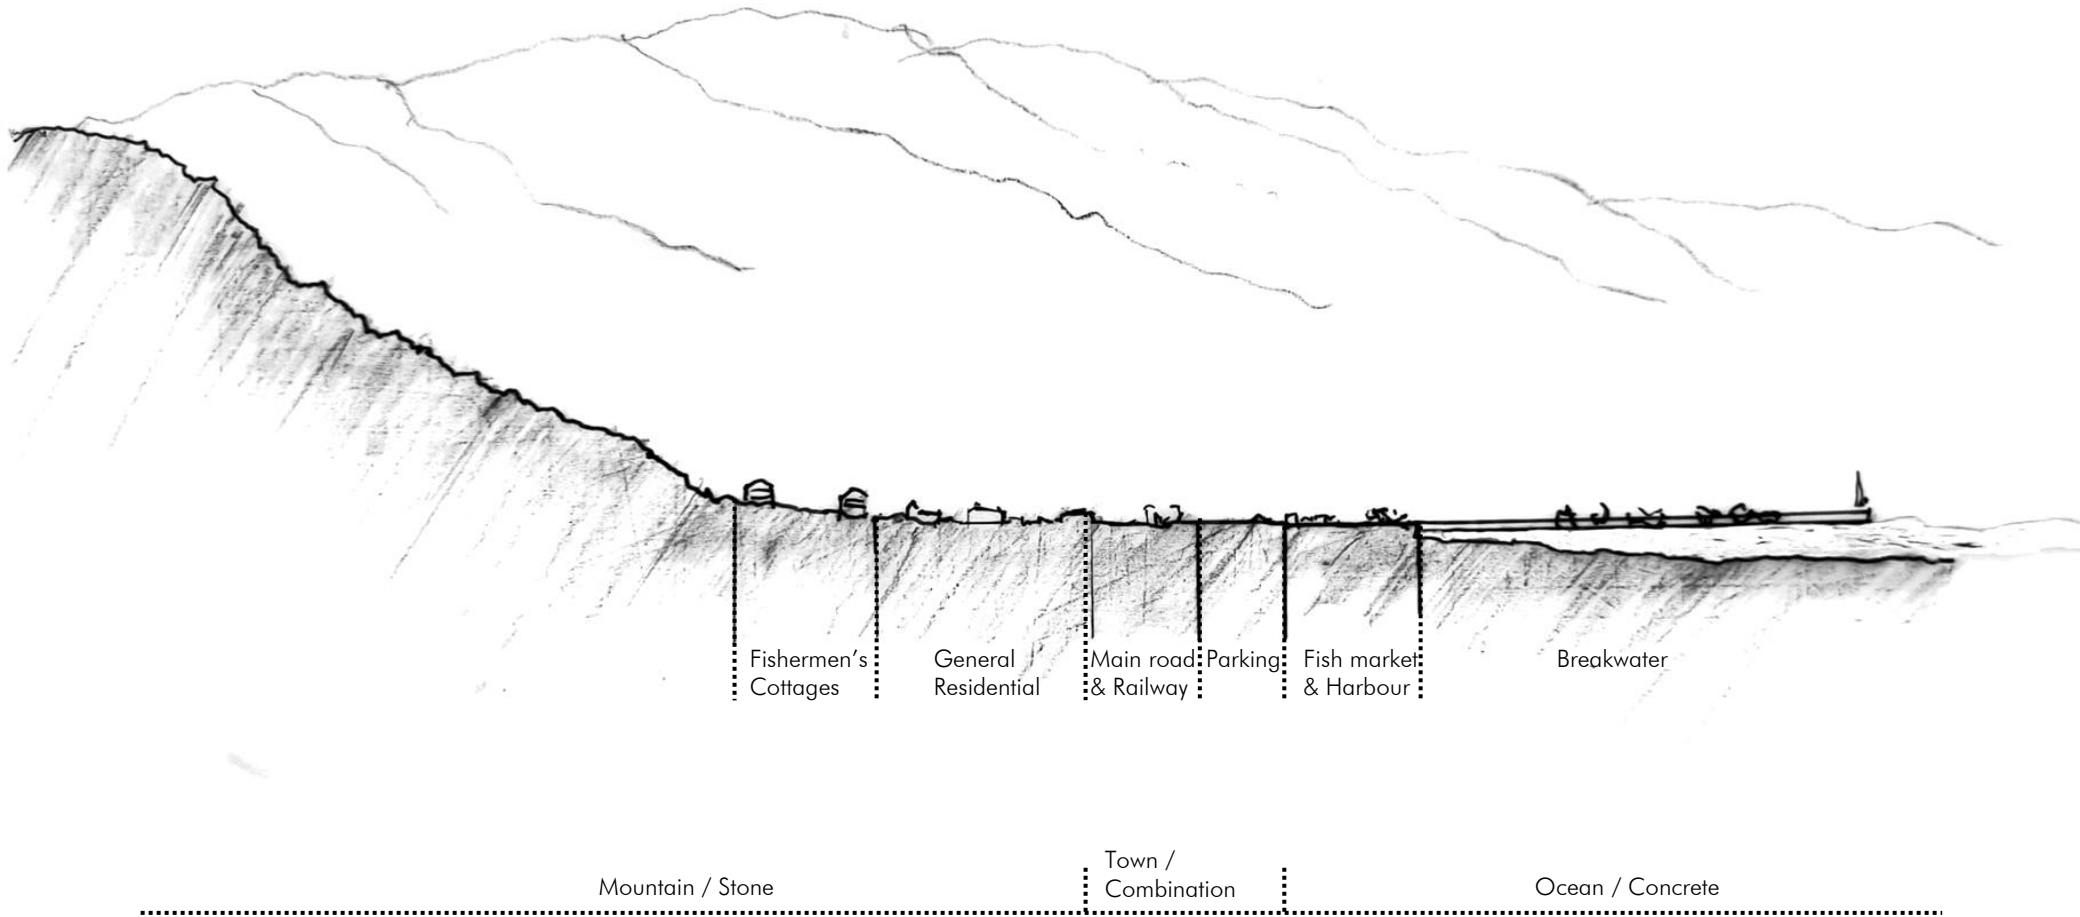 Fishermen's
Cottages
General
Residential
Main road
& Railway
Parking
Fish market
& Harbour
Breakwater
Mountain / Stone
Town /
Combination
Ocean / Concrete